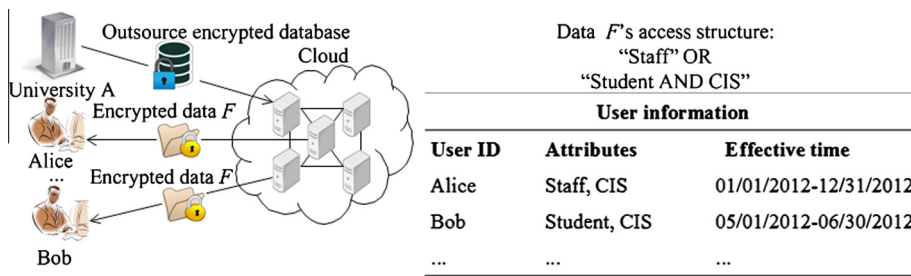 Outsource encrypted database
Cloud
University A
Encrypted data F
Alice
...
Encrypted data F
Bob
Data F's access structure:
“Staff” OR
“Student AND CIS”
User information
User ID Attributes Effective time
Alice Staff, CIS 01/01/2012-12/31/2012
Bob Student, CIS 05/01/2012-06/30/2012
... ... ...